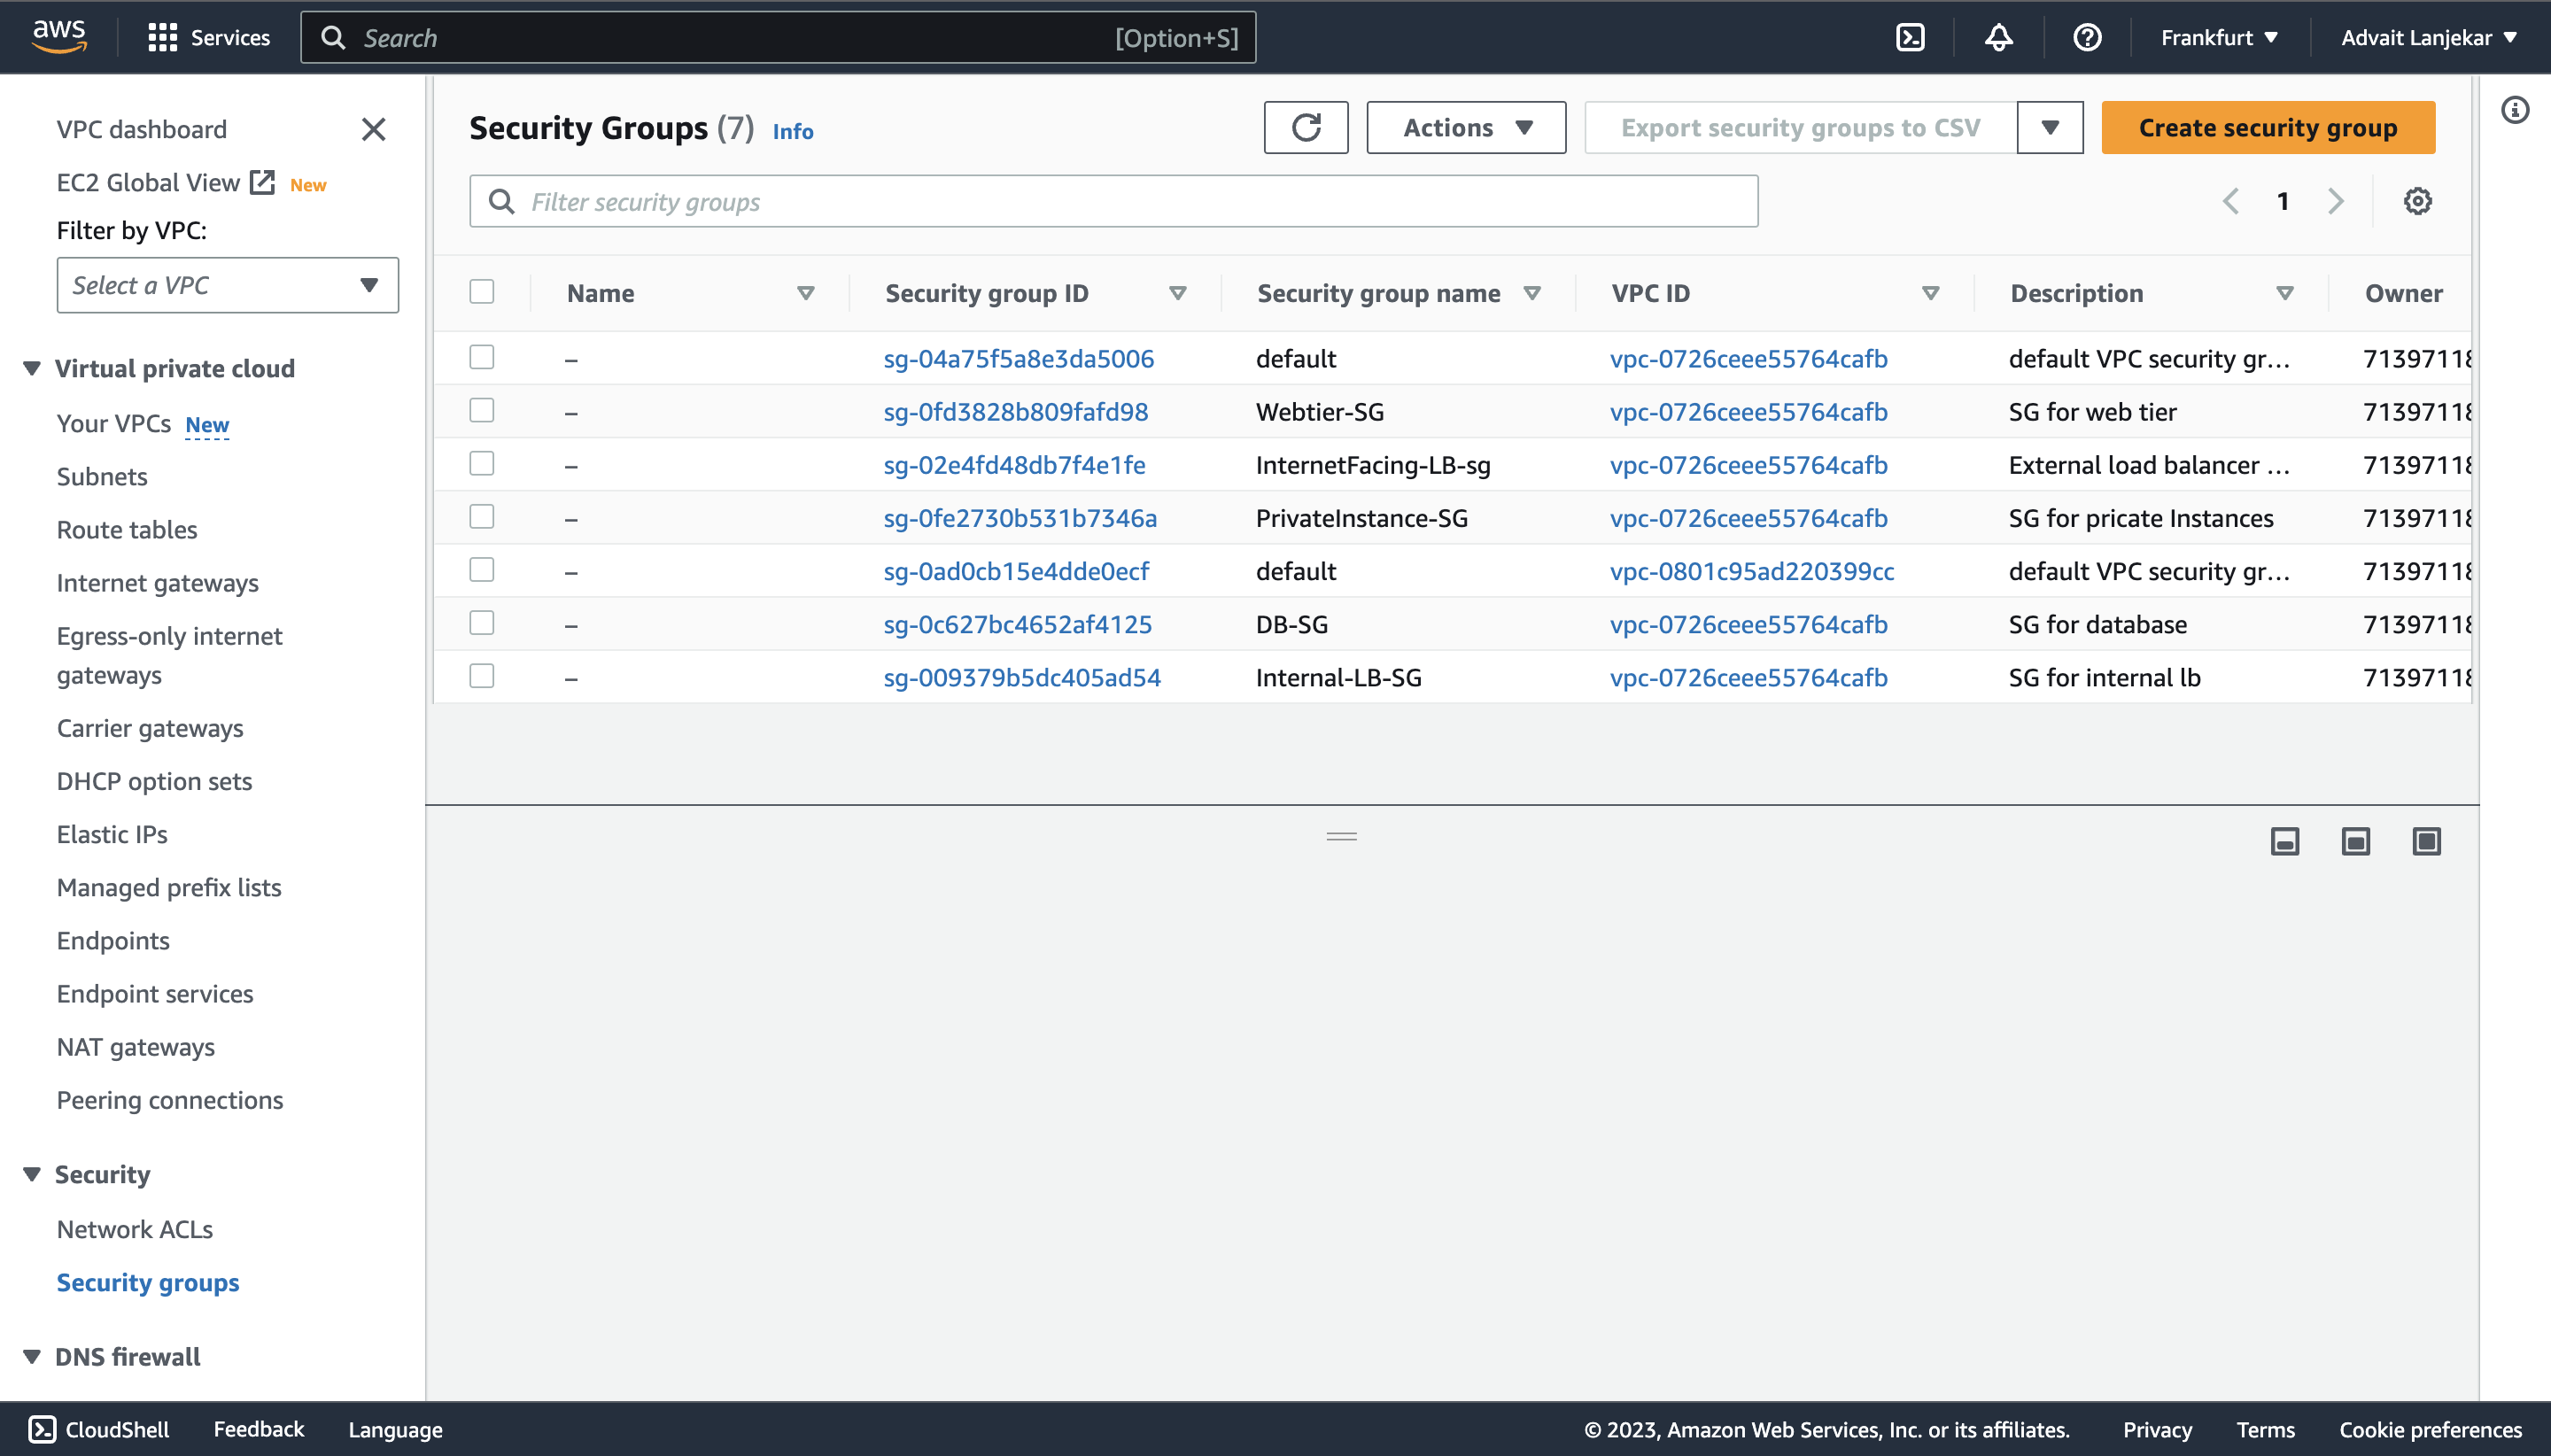 aws Services Search [Option+S] Frankfurt Advait Lanjekar
VPC dashboard
EC2 Global View New
Filter by VPC:
Select a VPC
Virtual private cloud
Your VPCs New
Subnets
Route tables
Internet gateways
Egress-only internet
gateways
Carrier gateways
DHCP option sets
Elastic IPs
Managed prefix lists
Endpoints
Endpoint services
NAT gateways
Peering connections
Security
Network ACLs
Security groups
DNS firewall
Security Groups (7) Info Actions Export security groups to CSV Create security group
Filter security groups 1
Name Security group ID Security group name VPC ID Description Owner
– sg-04a75f5a8e3da5006 default vpc-0726ceee55764cafb default VPC security gr... 7139711
– sg-0fd3828b809fafd98 Webtier-SG vpc-0726ceee55764cafb SG for web tier 7139711
– sg-02e4fd48db7f4e1fe InternetFacing-LB-sg vpc-0726ceee55764cafb External load balancer ... 7139711
– sg-0fe2730b531b7346a PrivateInstance-SG vpc-0726ceee55764cafb SG for pricate Instances 7139711
– sg-0ad0cb15e4dde0ecf default vpc-0801c95ad220399cc default VPC security gr... 7139711
– sg-0c627bc4652af4125 DB-SG vpc-0726ceee55764cafb SG for database 7139711
– sg-009379b5dc405ad54 Internal-LB-SG vpc-0726ceee55764cafb SG for internal lb 7139711
CloudShell Feedback Language © 2023, Amazon Web Services, Inc. or its affiliates. Privacy Terms Cookie preferences